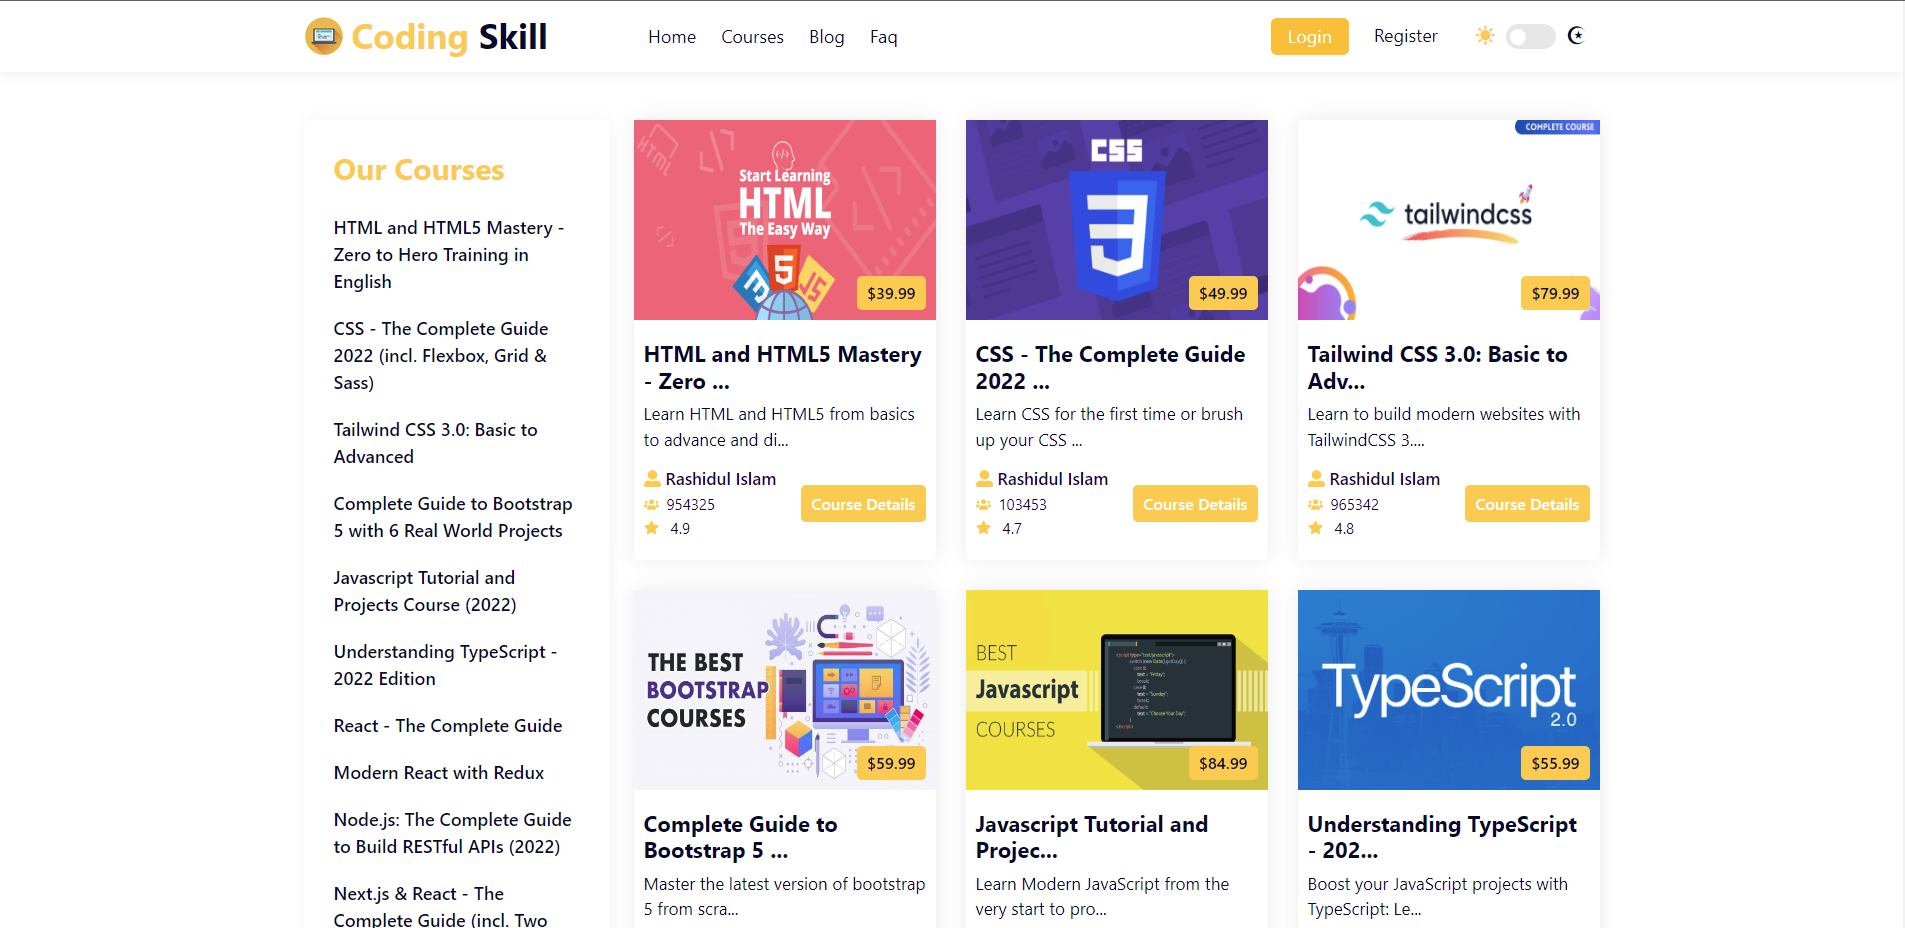 Coding Skill
Home
Courses
Blog
Faq
Login
Register
Our Courses
HTML and HTML5 Mastery -
Zero to Hero Training in
English
CSS - The Complete Guide
2022 (incl. Flexbox, Grid &
Sass)
Tailwind CSS 3.0: Basic to
Advanced
Complete Guide to Bootstrap
5 with 6 Real World Projects
Javascript Tutorial and
Projects Course (2022)
Understanding TypeScript -
2022 Edition
React - The Complete Guide
Modern React with Redux
Node.js: The Complete Guide
to Build RESTful APIs (2022)
Next.js & React - The
Complete Guide (incl. Two
HTML
Start Learning
HTML
The Easy Way
5
JS
$39.99
HTML and HTML5 Mastery
- Zero ...
Learn HTML and HTML5 from basics
to advance and di...
Rashidul Islam
954325
4.9
Course Details
CSS
3
$49.99
CSS - The Complete Guide
2022 ...
Learn CSS for the first time or brush
up your CSS ...
Rashidul Islam
103453
4.7
Course Details
COMPLETE COURSE
tailwindcss
$79.99
Tailwind CSS 3.0: Basic to
Adv...
Learn to build modern websites with
TailwindCSS 3....
Rashidul Islam
965342
4.8
Course Details
THE BEST
BOOTSTRAP
COURSES
$59.99
Complete Guide to
Bootstrap 5 ...
Master the latest version of bootstrap
5 from scra...
BEST
Javascript
COURSES
$84.99
Javascript Tutorial and
Projec...
Learn Modern JavaScript from the
very start to pro...
TypeScript
2.0
$55.99
Understanding TypeScript
- 202...
Boost your JavaScript projects with
TypeScript: Le...